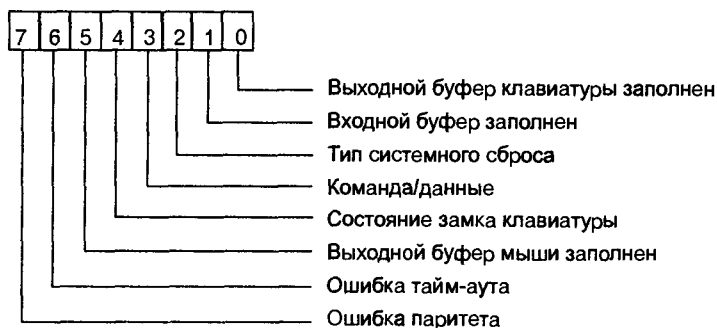 7 6 5 4 3 2 1 0
Выходной буфер клавиатуры заполнен
Входной буфер заполнен
Тип системного сброса
Команда/данные
Состояние замка клавиатуры
Выходной буфер мыши заполнен
Ошибка тайм-аута
Ошибка паритета